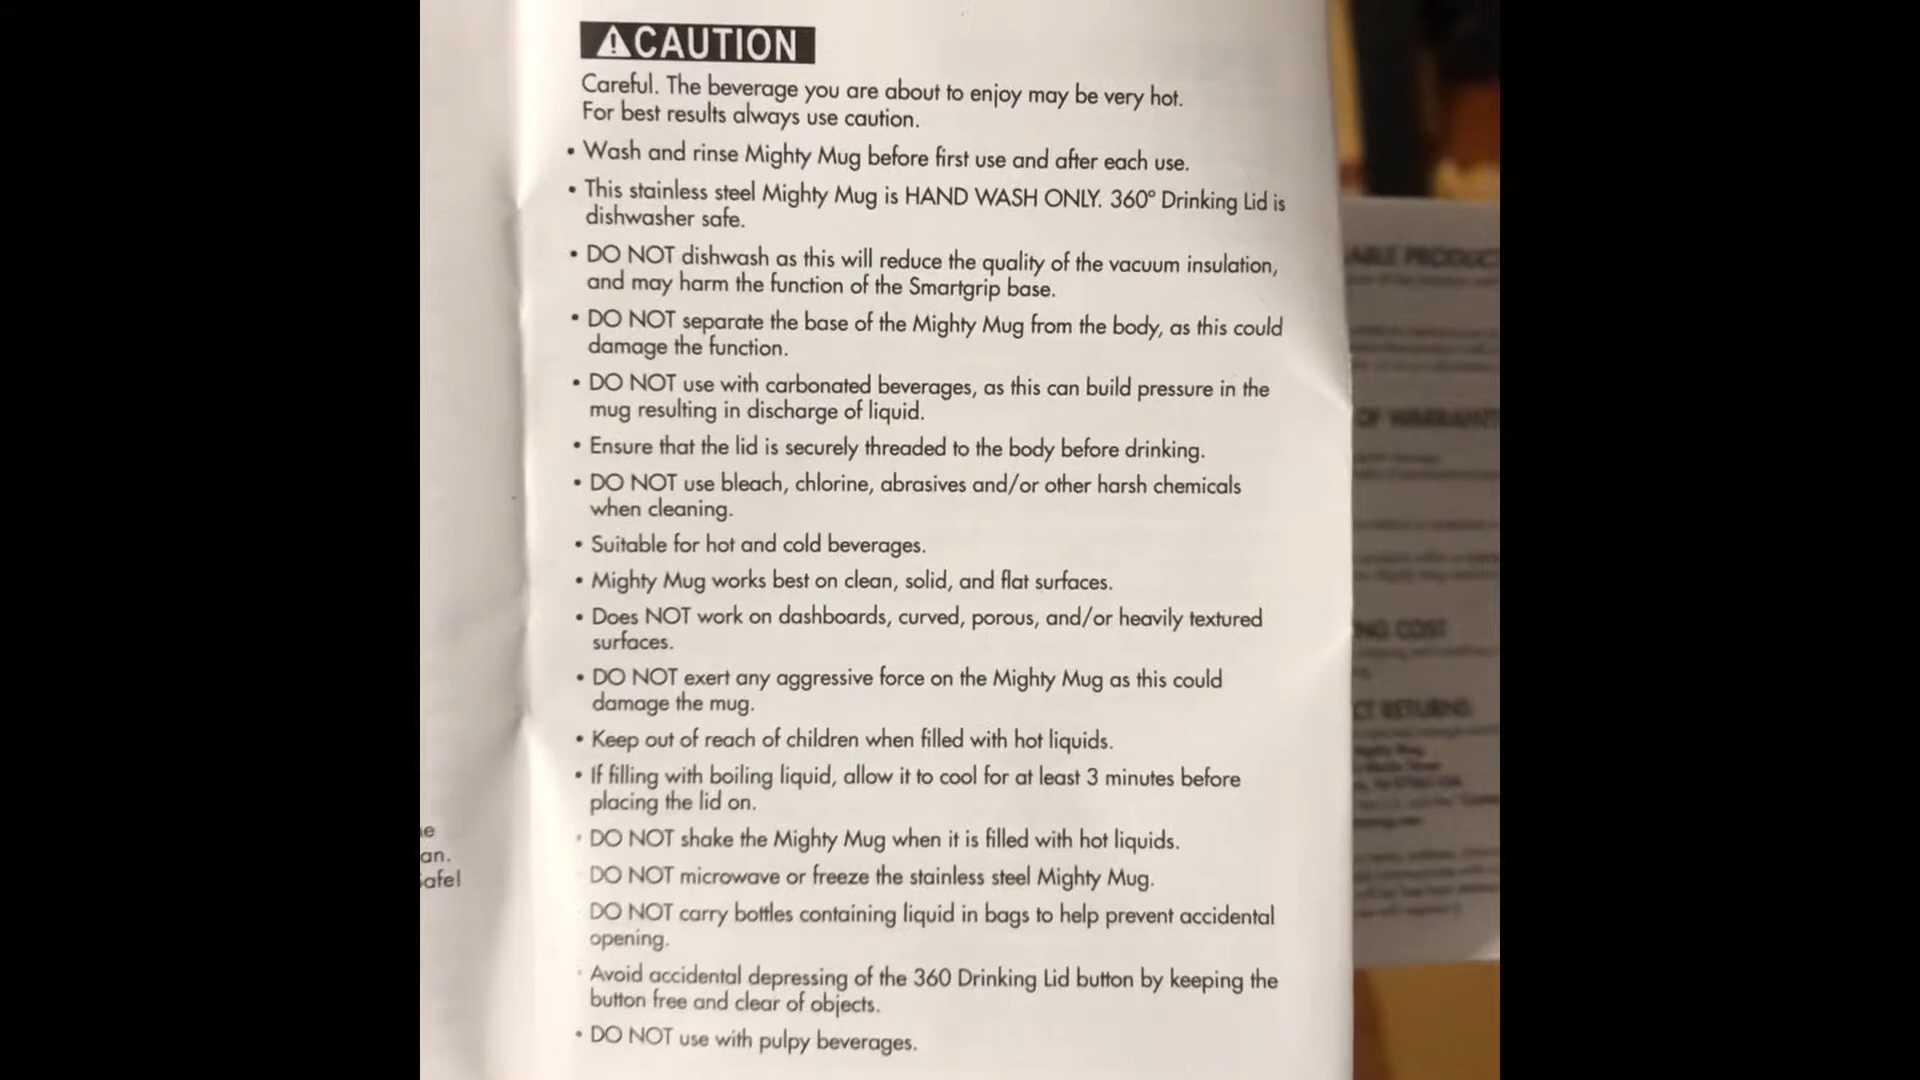 ⚠CAUTION
Careful. The beverage you are about to enjoy may be very hot.
For best results always use caution.
• Wash and rinse Mighty Mug before first use and after each use.
• This stainless steel Mighty Mug is HAND WASH ONLY. 360° Drinking Lid is
dishwasher safe.
• DO NOT dishwash as this will reduce the quality of the vacuum insulation,
and may harm the function of the Smartgrip base.
• DO NOT separate the base of the Mighty Mug from the body, as this could
damage the function.
• DO NOT use with carbonated beverages, as this can build pressure in the
mug resulting in discharge of liquid.
• Ensure that the lid is securely threaded to the body before drinking.
• DO NOT use bleach, chlorine, abrasives and/or other harsh chemicals
when cleaning.
• Suitable for hot and cold beverages.
• Mighty Mug works best on clean, solid, and flat surfaces.
• Does NOT work on dashboards, curved, porous, and/or heavily textured
surfaces.
• DO NOT exert any aggressive force on the Mighty Mug as this could
damage the mug.
• Keep out of reach of children when filled with hot liquids.
• If filling with boiling liquid, allow it to cool for at least 3 minutes before
placing the lid on.
• DO NOT shake the Mighty Mug when it is filled with hot liquids.
DO NOT microwave or freeze the stainless steel Mighty Mug.
DO NOT carry bottles containing liquid in bags to help prevent accidental
opening.
• Avoid accidental depressing of the 360 Drinking Lid button by keeping the
button free and clear of objects.
• DO NOT use with pulpy beverages.
an.
PRODUCT
OF WARRANT
COST
RETURNS